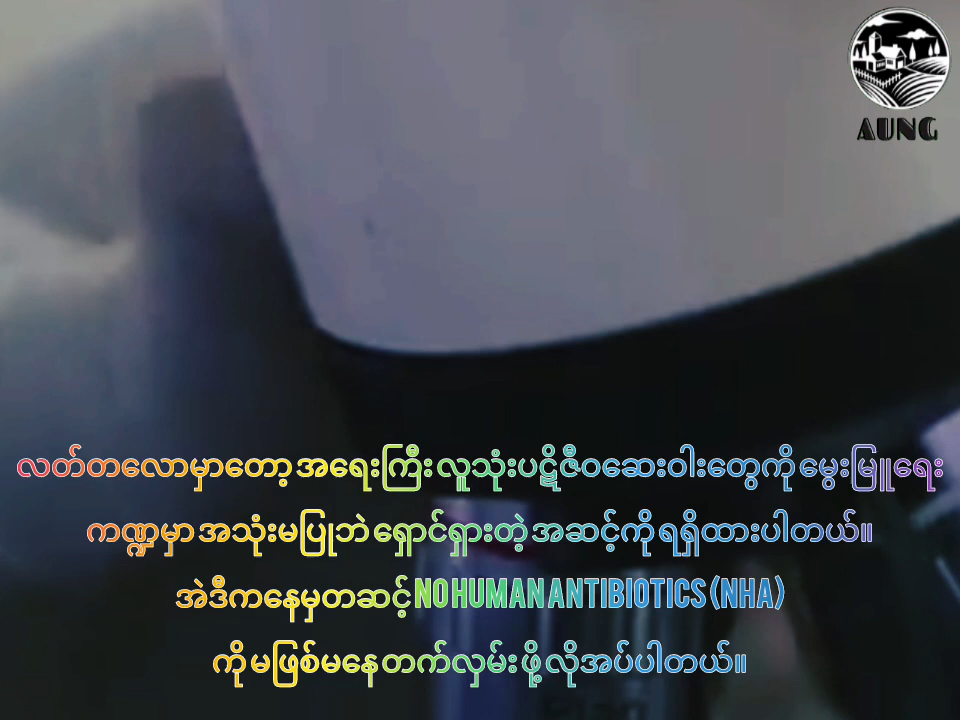 AUNG
လတ်တလောမှာတော့ အရေးကြီး လူသုံးပဋိဇီဝဆေးဝါးတွေကို မွေးမြူရေး
ကဏ္ဍမှာ အသုံးမပြုဘဲ ရှောင်ရှားတဲ့ အဆင့်ကို ရရှိထားပါတယ်။
အဲဒီကနေမှတဆင့် NO HUMAN ANTIBIOTICS (NHA)
ကို မဖြစ်မနေ တက်လှမ်းဖို့ လိုအပ်ပါတယ်။